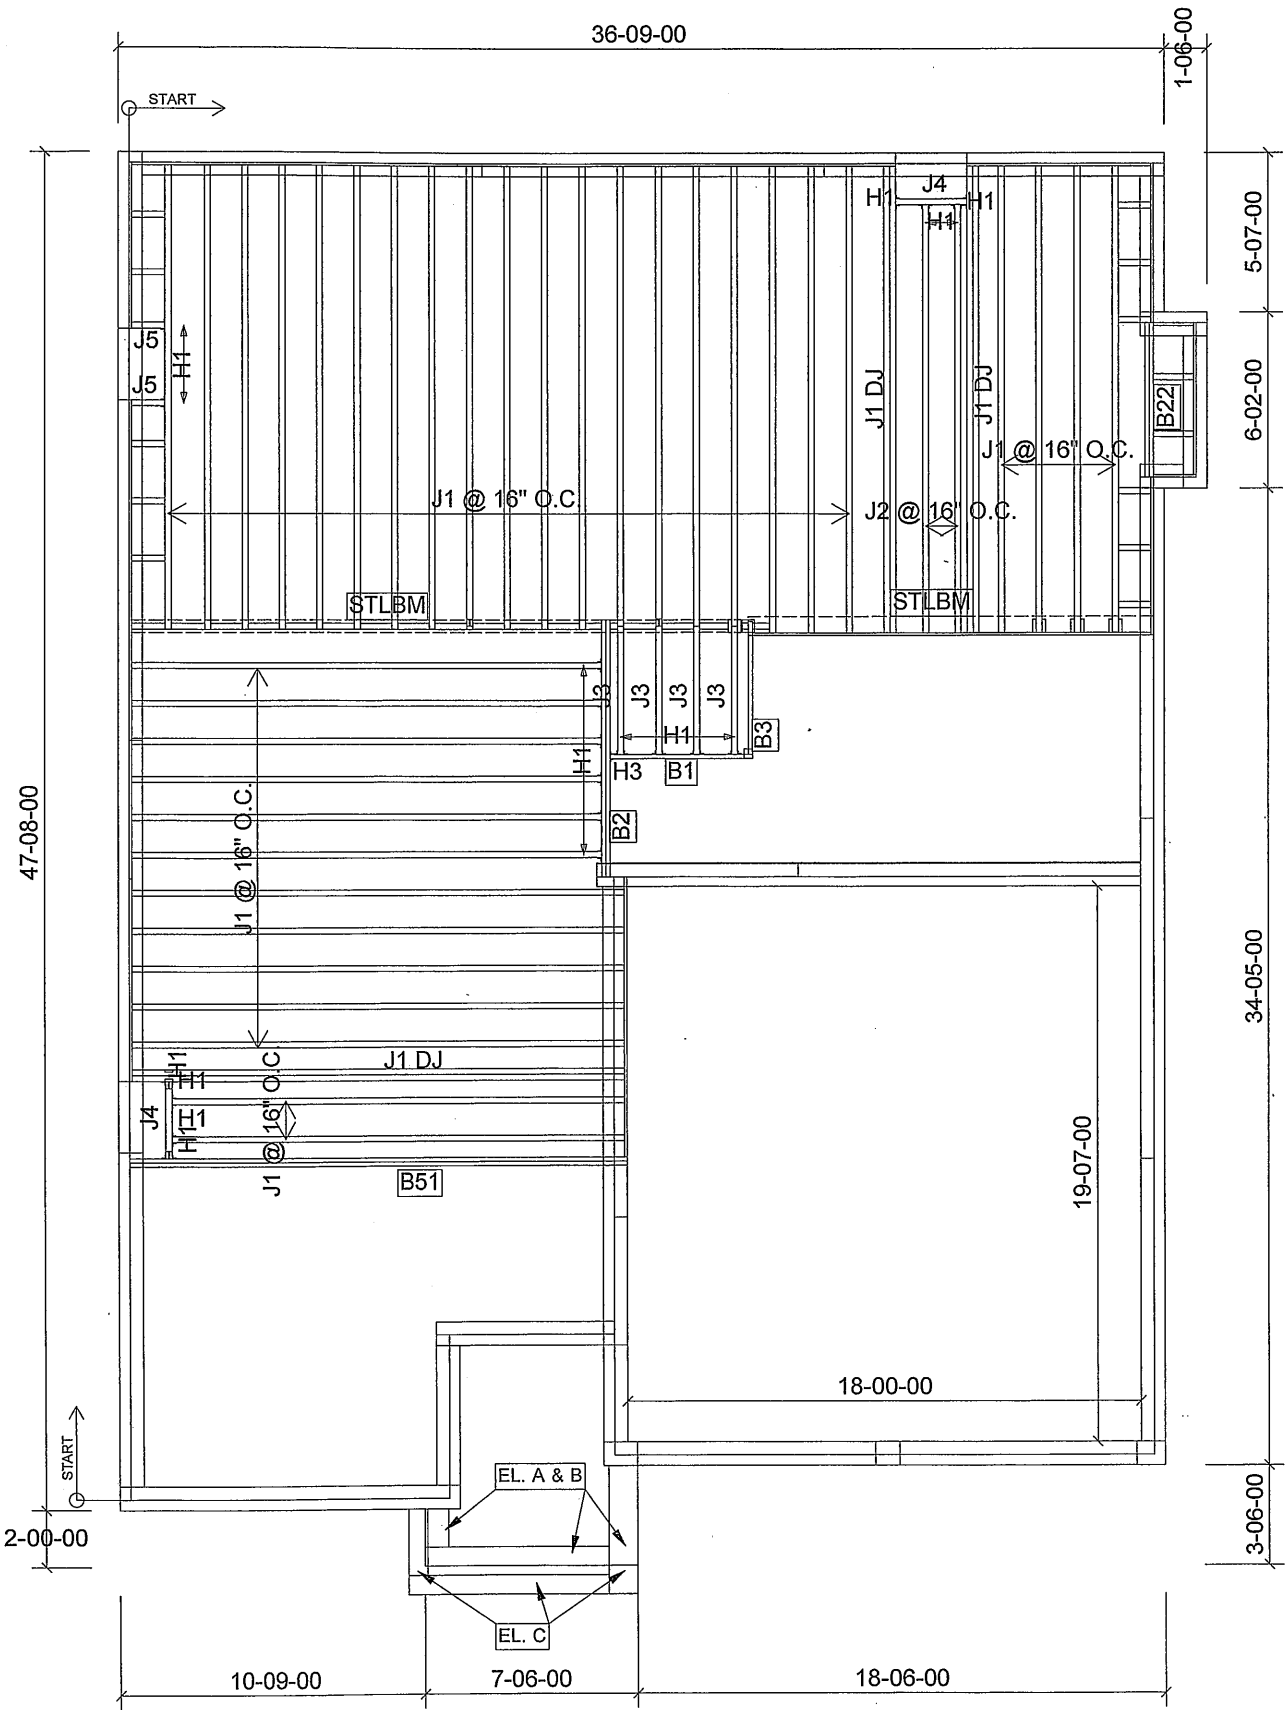 36-09-00
1-06-00
START
J4
H1
H1
H1
5-07-00
J5
H1
J5
J1 DJ
J1 DJ
B22
6-02-00
J1 @ 16" O.C.
J1 @ 16" O.C.
J2 @ 16" O.C.
STLBM
STLBM
J3
J3
J3
J3
H1
H1
B3
H3
B1
B2
47-08-00
J1 @ 16" O.C.
34-05-00
J1 DJ
H1
H1
J4
H1
H1
J1 @ 16" O.C.
B51
19-07-00
18-00-00
START
EL. A & B
2-00-00
3-06-00
EL. C
10-09-00
7-06-00
18-06-00